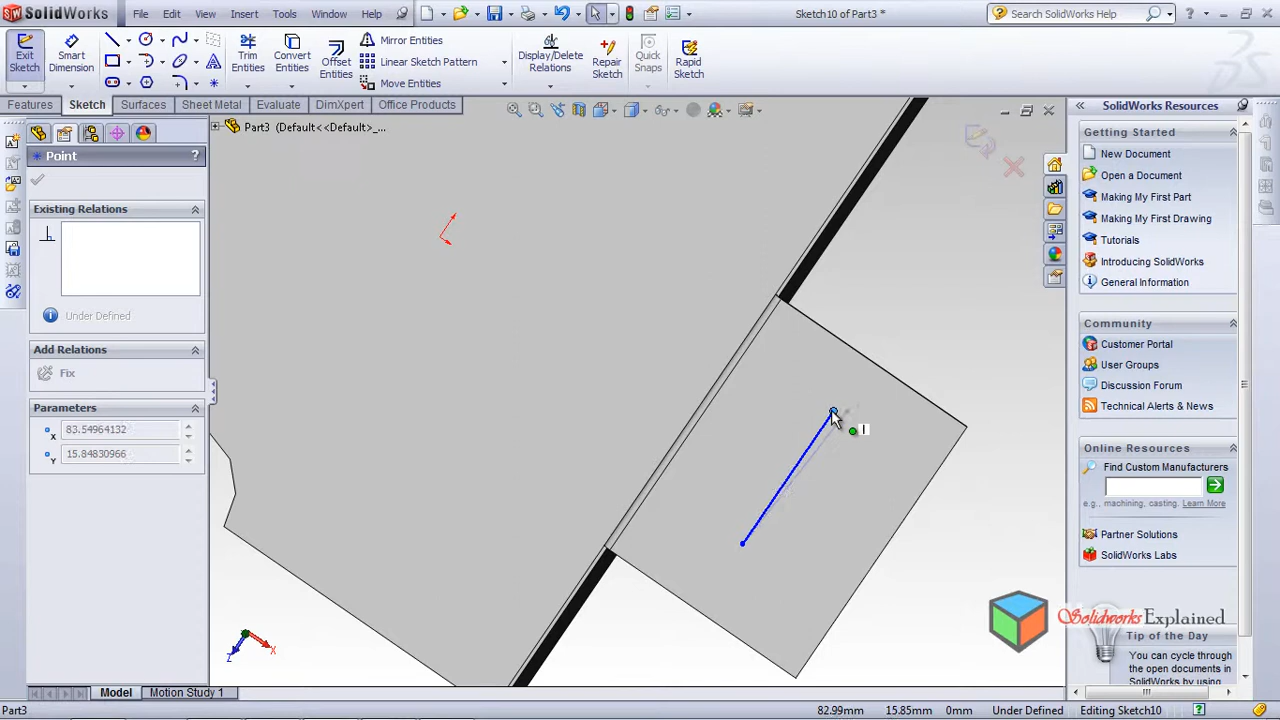 SolidWorks
File Edit View Insert Tools Window Help
Sketch10 of Part3 *
Search SolidWorks Help
Exit Sketch
Smart Dimension
Trim Entities
Convert Entities
Offset Entities
Mirror Entities
Linear Sketch Pattern
Move Entities
Display/Delete Relations
Repair Sketch
Quick Snaps
Rapid Sketch
Features Sketch Surfaces Sheet Metal Evaluate DimXpert Office Products
Part3 (Default<<Default>_...
Point
?
Existing Relations
Under Defined
Add Relations
Fix
Parameters
X 83.54964132
Y 15.84830966
Z
X
SolidWorks Resources
Getting Started
New Document
Open a Document
Making My First Part
Making My First Drawing
Tutorials
Introducing SolidWorks
General Information
Community
Customer Portal
User Groups
Discussion Forum
Technical Alerts & News
Online Resources
Find Custom Manufacturers
e.g., machining, casting. Learn More
Partner Solutions
SolidWorks Labs
Solidworks Explained
Tip of the Day
You can cycle through
the open documents in
Model Motion Study 1
Part3
82.99mm 15.85mm 0mm Under Defined Editing Sketch10